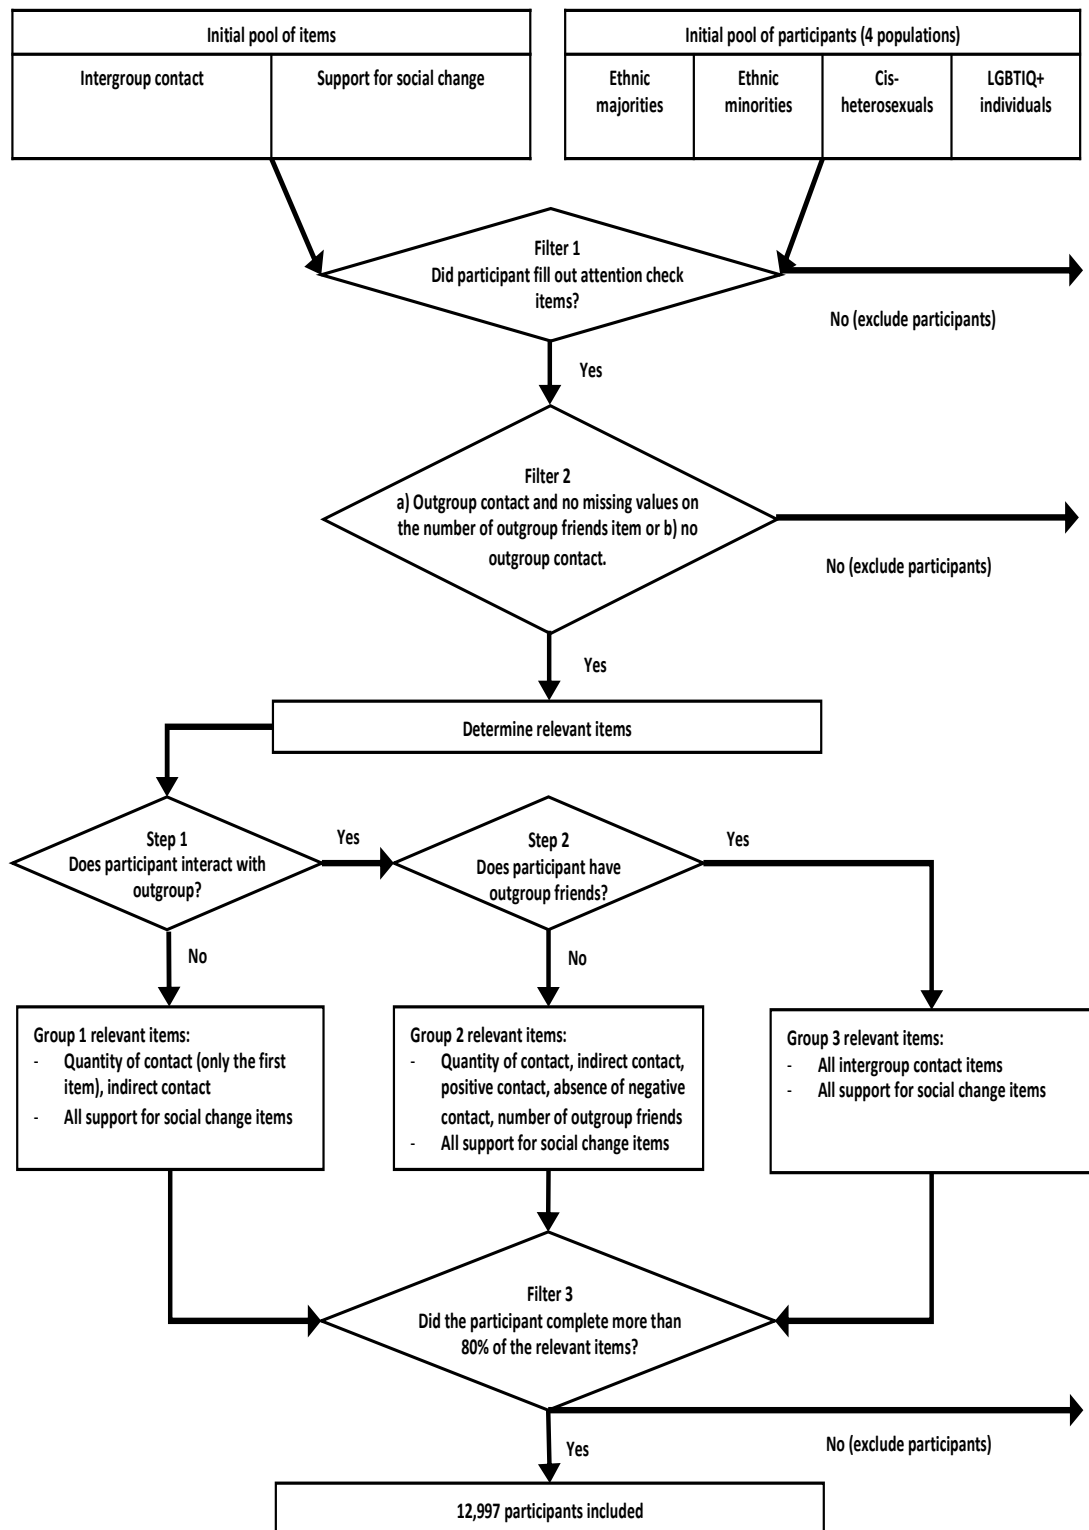 Initial pool of items
Intergroup contact
Support for social change
Initial pool of participants (4 populations)
Ethnic
majorities
Ethnic
minorities
Cis-
heterosexuals
LGBTIQ+
individuals
Filter 1
Did participant fill out attention check
items?
No (exclude participants)
Yes
Filter 2
a) Outgroup contact and no missing values on
the number of outgroup friends item or b) no
outgroup contact.
No (exclude participants)
Yes
Determine relevant items
Step 1
Does participant interact with
outgroup?
Yes
Step 2
Does participant have
outgroup friends?
Yes
No
No
Group 1 relevant items:
- Quantity of contact (only the first
item), indirect contact
- All support for social change items
Group 2 relevant items:
- Quantity of contact, indirect contact,
positive contact, absence of negative
contact, number of outgroup friends
- All support for social change items
Group 3 relevant items:
- All intergroup contact items
- All support for social change items
Filter 3
Did the participant complete more than
80% of the relevant items?
No (exclude participants)
Yes
12,997 participants included